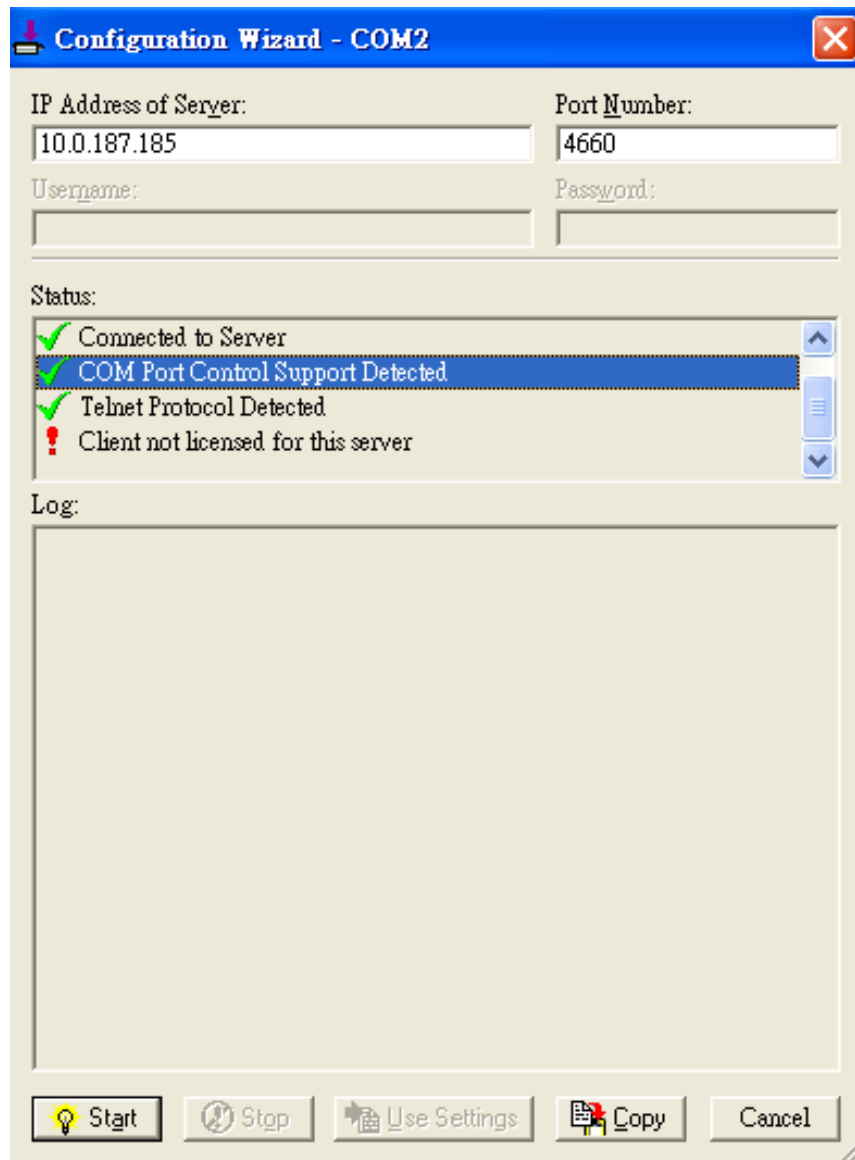 Configuration Wizard - COM2
IP Address of Server: Port Number:
10.0.187.185 4660
Username: Password:
Status:
Connected to Server
COM Port Control Support Detected
Telnet Protocol Detected
Client not licensed for this server
Log:
Start Stop Use Settings Copy Cancel